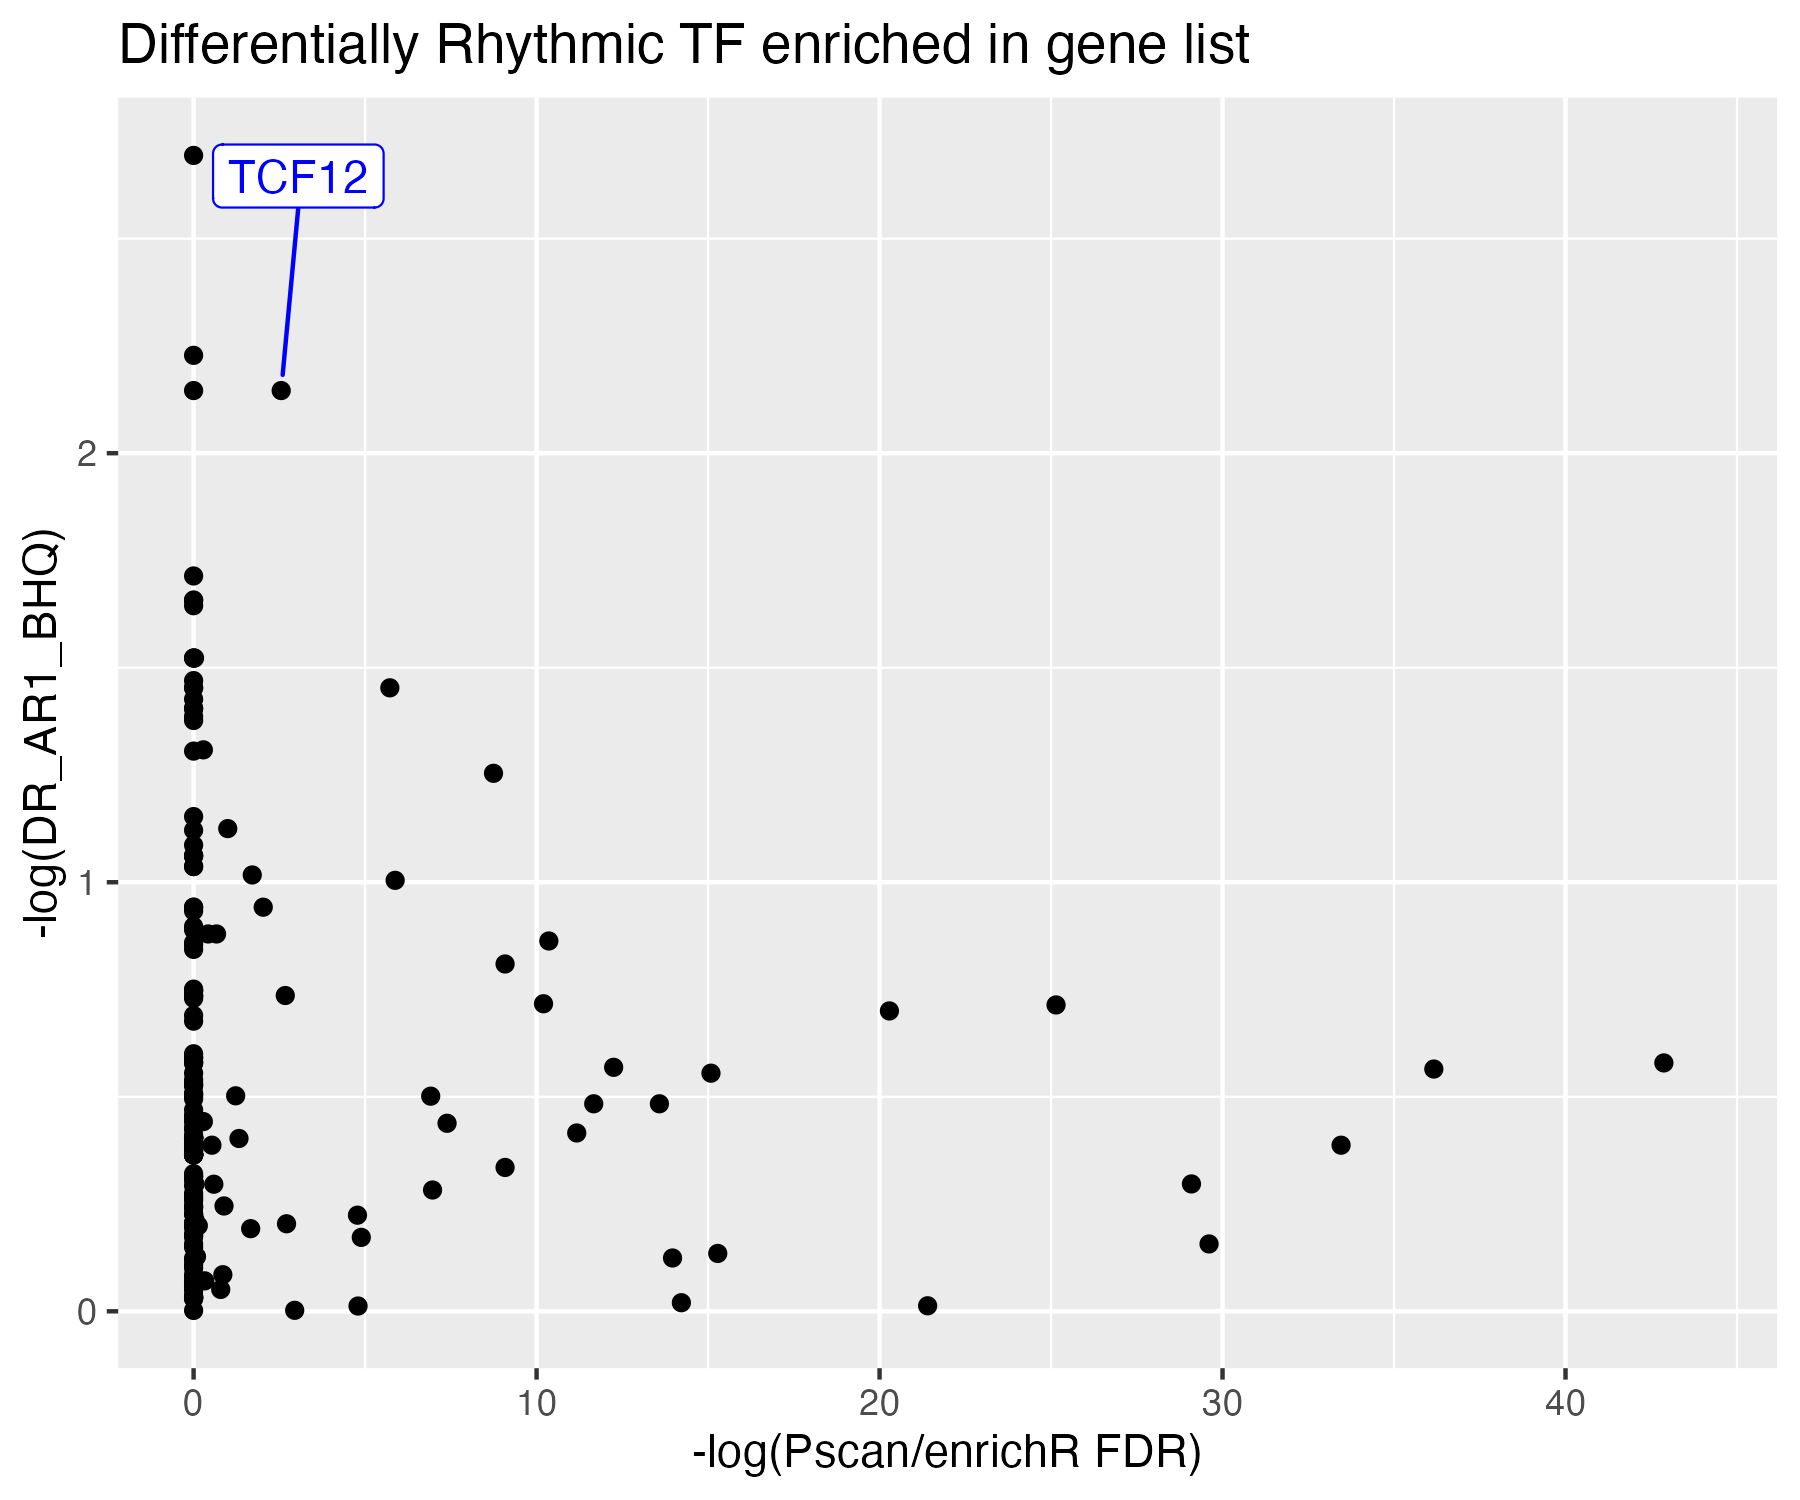 Differentially Rhythmic TF enriched in gene list
TCF12
-log(DR_AR1_BHQ)
2
1
0
0 10 20 30 40
-log(Pscan/enrichR FDR)